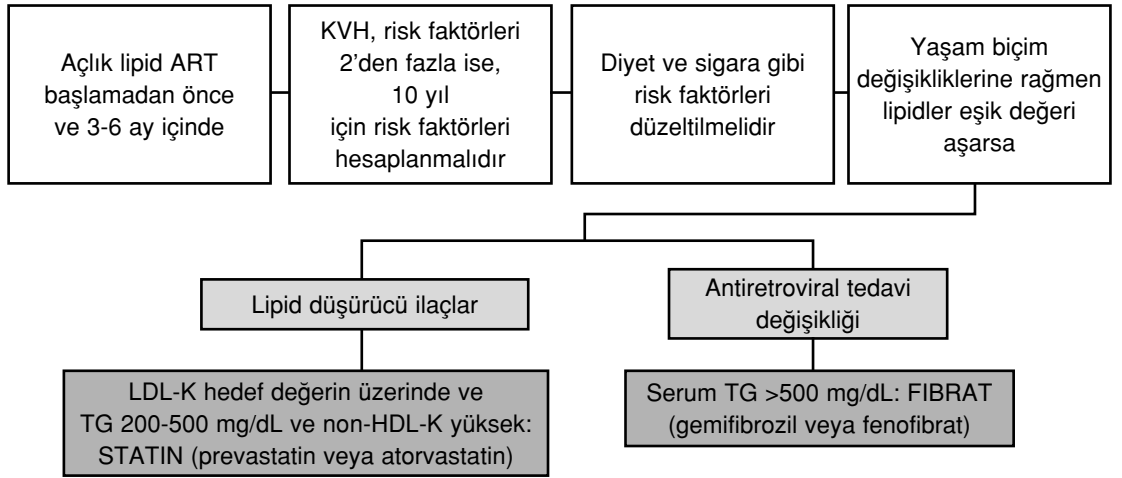 Açlık lipid ART
başlamadan önce
ve 3-6 ay içinde
KVH, risk faktörleri
2’den fazla ise,
10 yıl
için risk faktörleri
hesaplanmalıdır
Diyet ve sigara gibi
risk faktörleri
düzeltilmelidir
Yaşam biçim
değişikliklerine rağmen
lipidler eşik değeri
aşarsa
Lipid düşürücü ilaçlar
Antiretroviral tedavi
değişikliği
LDL-K hedef değerin üzerinde ve
TG 200-500 mg/dL ve non-HDL-K yüksek:
STATIN (prevastatin veya atorvastatin)
Serum TG >500 mg/dL: FIBRAT
(gemifibrozil veya fenofibrat)